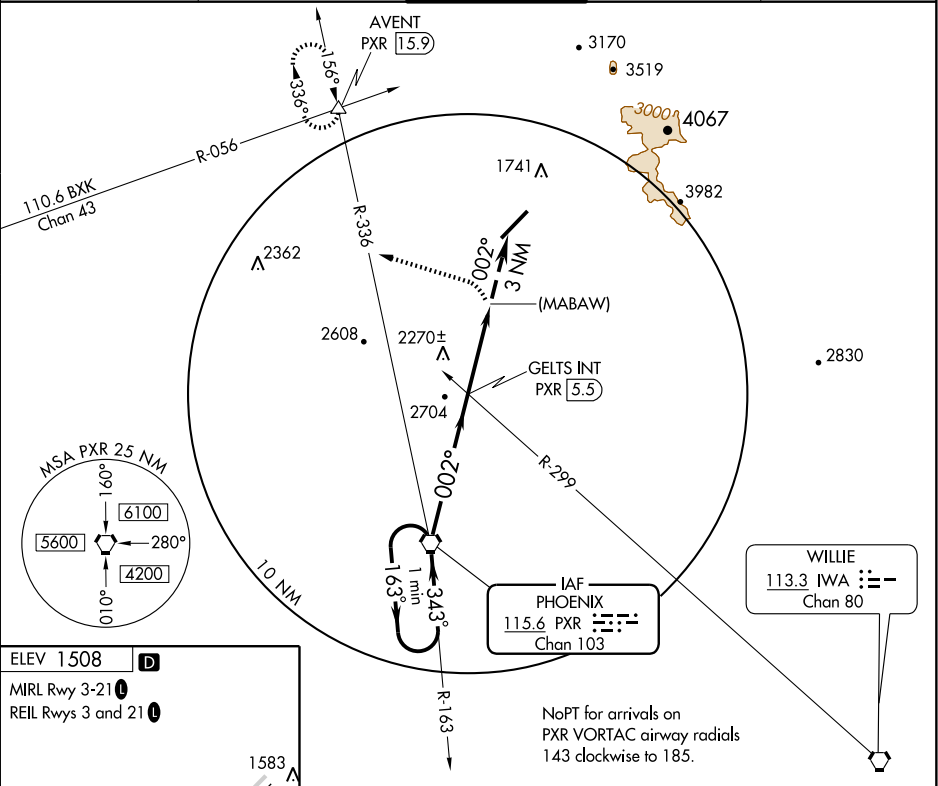 AVENT
PXR 15.9
156°
336°
3170
3519
3000
4067
R-056
110.6 BXK
Chan 43
1741
3982
R-336
2362
002°
3 NM
(MABAW)
2608
2270±
2830
GELTS INT
PXR 5.5
2704
R-299
002°
MSA PXR 25 NM
160°
6100
5600
280°
4200
010°
10 NM
1 min
163°
343°
IAF
PHOENIX
115.6 PXR
Chan 103
WILLIE
113.3 IWA
Chan 80
R-163
NoPT for arrivals on
PXR VORTAC airway radials
143 clockwise to 185.
ELEV 1508 D
MIRL Rwy 3-21 L
REIL Rwys 3 and 21 L
1583